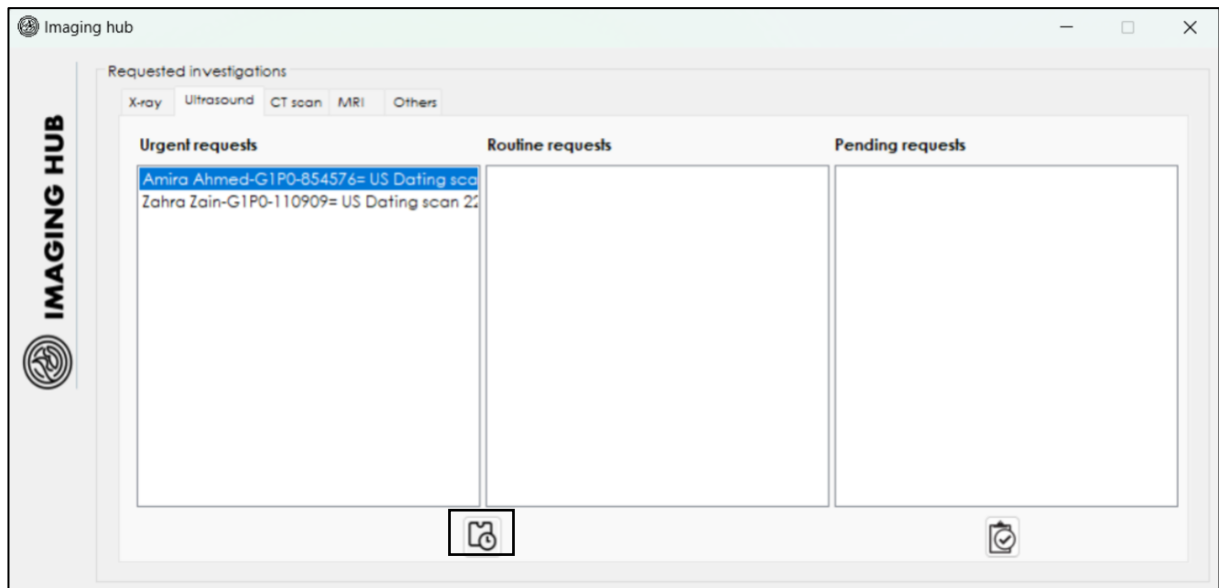 Imaging hub
IMAGING HUB
Requested investigations
X-ray Ultrasound CT scan MRI Others
Urgent requests Routine requests Pending requests
Amira Ahmed-G1P0-854576= US Dating sca
Zahra Zain-G1P0-110909= US Dating scan 22